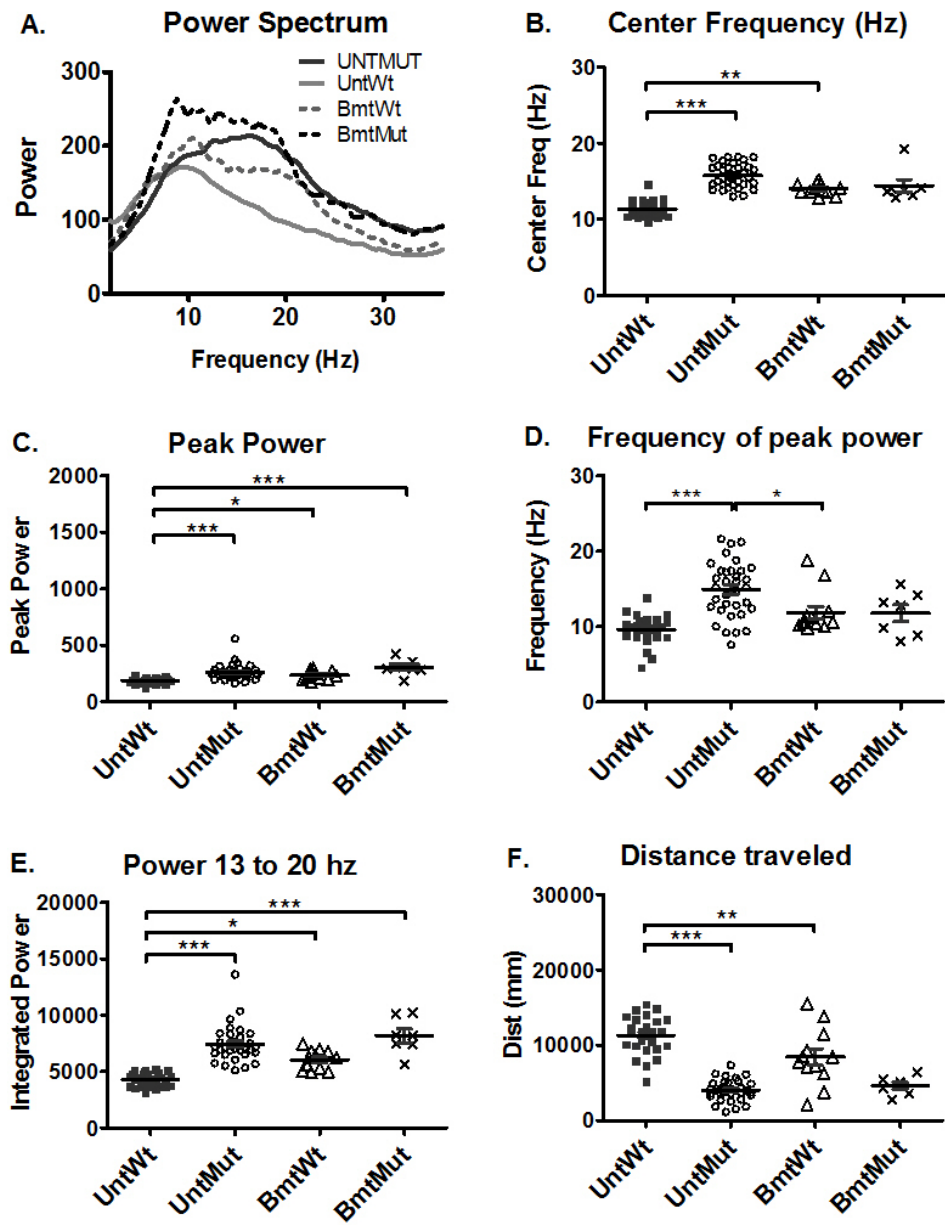 A. Power Spectrum
UNTMUT
UntWt
BmtWt
BmtMut
300
200
100
0
Power
10 20 30
Frequency (Hz)
B. Center Frequency (Hz)
30
20
10
0
Center Freq (Hz)
**
***
UntWt UntMut BmtWt BmtMut
C. Peak Power
2000
1500
1000
500
0
Peak Power
***
*
***
UntWt UntMut BmtWt BmtMut
D. Frequency of peak power
30
20
10
0
Frequency (Hz)
*** *
UntWt UntMut BmtWt BmtMut
E. Power 13 to 20 hz
20000
15000
10000
5000
0
Integrated Power
***
*
***
UntWt UntMut BmtWt BmtMut
F. Distance traveled
30000
20000
10000
0
Dist (mm)
**
***
UntWt UntMut BmtWt BmtMut